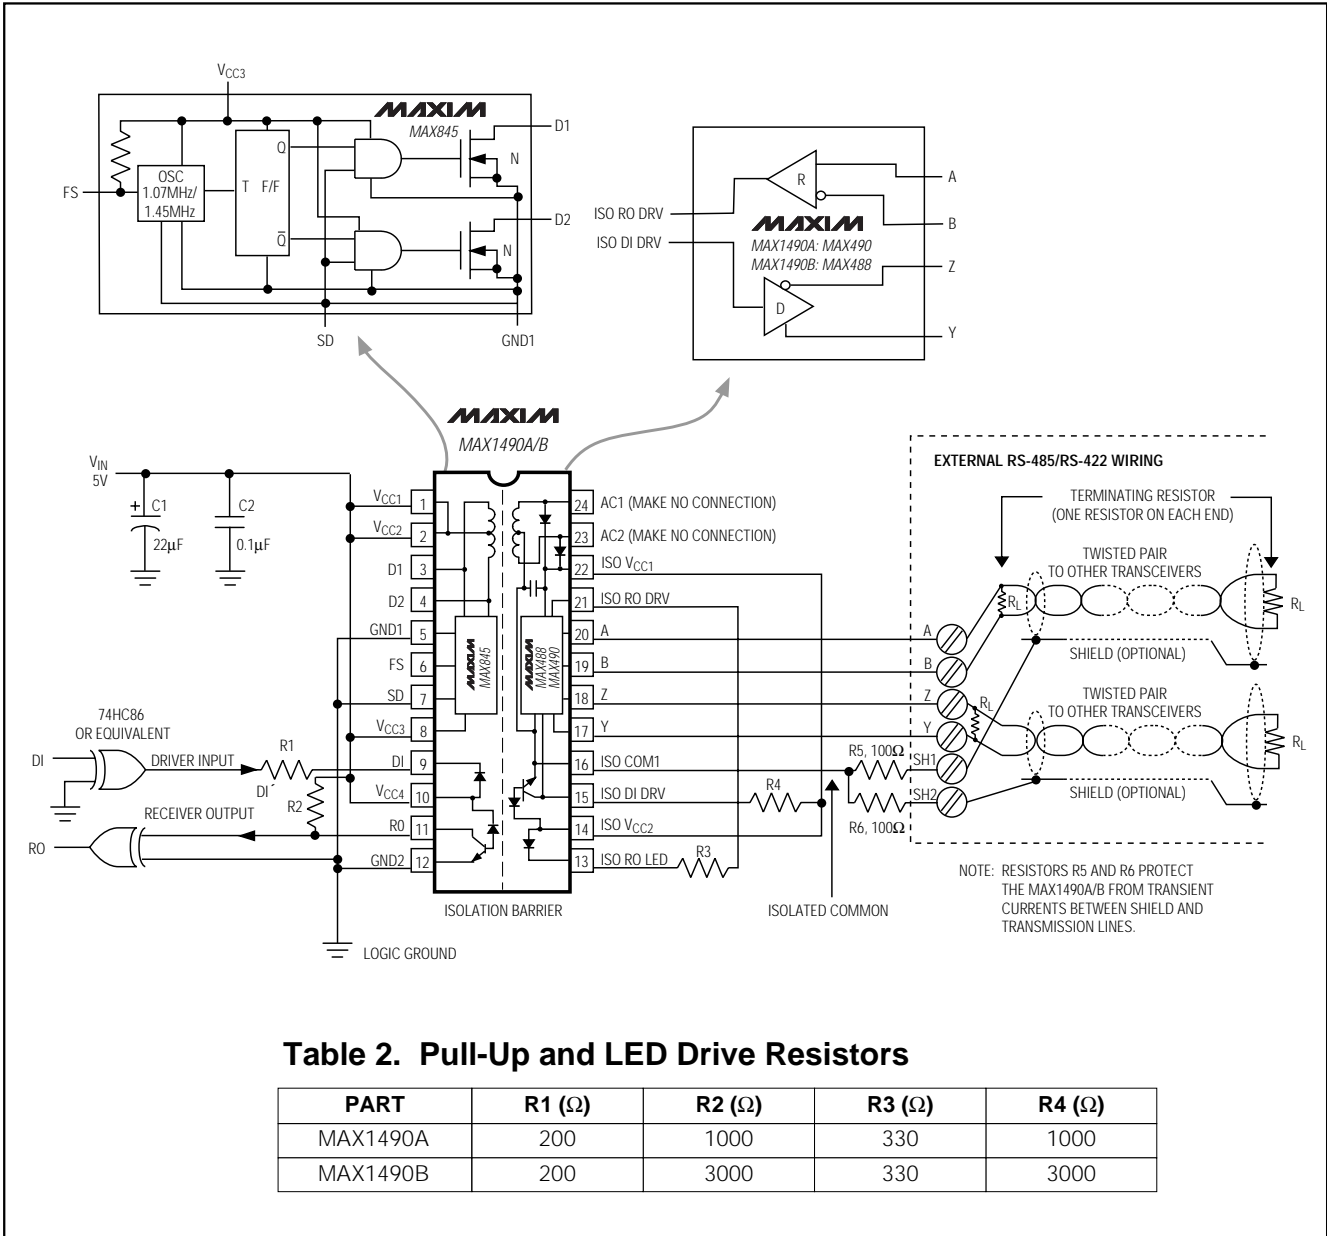 VCC3
MAXIM
MAX845
D1
Q
N
OSC
1.07MHz/
1.45MHz
FS
T F/F
D2
Q̅
N
SD
GND1
A
R
ISO RO DRV
B
MAXIM
ISO DI DRV
MAX1490A: MAX490
MAX1490B: MAX488
Z
D
Y
MAXIM
MAX1490A/B
VIN
5V
+ C1
22µF
C2
0.1µF
VCC1
1
VCC2
2
D1
3
D2
4
GND1
5
FS
6
SD
7
VCC3
8
DI
9
VCC4
10
R0
11
GND2
12
MAXIM
MAX845
MAXIM
MAX488
MAX490
24
AC1 (MAKE NO CONNECTION)
23
AC2 (MAKE NO CONNECTION)
22
ISO VCC1
21
ISO RO DRV
20
A
19
B
18
Z
17
Y
16
ISO COM1
15
ISO DI DRV
14
ISO VCC2
13
ISO RO LED
R3
R4
R5, 100Ω
R6, 100Ω
74HC86
OR EQUIVALENT
DI
DRIVER INPUT
R1
DI´
R2
RECEIVER OUTPUT
RO
ISOLATION BARRIER
ISOLATED COMMON
LOGIC GROUND
EXTERNAL RS-485/RS-422 WIRING
TERMINATING RESISTOR
(ONE RESISTOR ON EACH END)
TWISTED PAIR
TO OTHER TRANSCEIVERS
RL
RL
A
B
SHIELD (OPTIONAL)
Z
RL
TWISTED PAIR
TO OTHER TRANSCEIVERS
Y
RL
SH1
SH2
SHIELD (OPTIONAL)
NOTE: RESISTORS R5 AND R6 PROTECT
THE MAX1490A/B FROM TRANSIENT
CURRENTS BETWEEN SHIELD AND
TRANSMISSION LINES.
Table 2. Pull-Up and LED Drive Resistors
PART R1 (Ω) R2 (Ω) R3 (Ω) R4 (Ω)
MAX1490A 200 1000 330 1000
MAX1490B 200 3000 330 3000